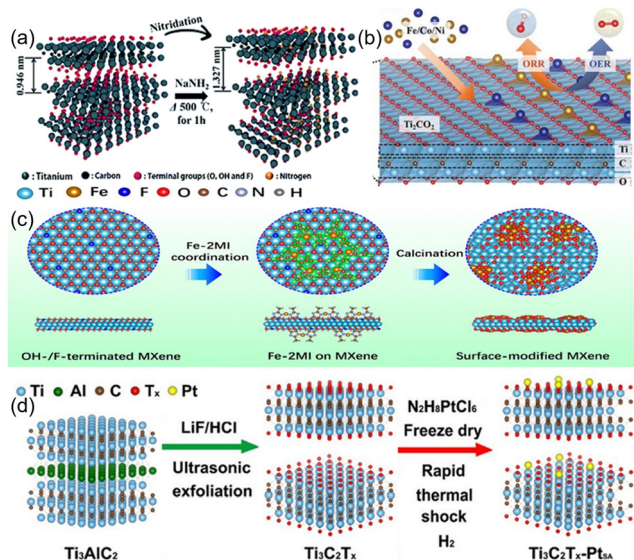 (a)
Nitridation
0.946 nm
NaNH2
Δ 500 °C,
for 1h
1.327 nm
: Titanium : Carbon : Terminal groups (O, OH and F) : Nitrogen
(b)
Fe/Co/Ni
ORR
OER
Ti2CO2
Ti
C
O
Ti Fe F O C N H
(c)
Fe-2MI
coordination
Calcination
OH-/F-terminated MXene
Fe-2MI on MXene
Surface-modified MXene
(d)
Ti Al C Tx Pt
LiF/HCl
Ultrasonic
exfoliation
N2H8PtCl6
Freeze dry
Rapid
thermal
shock
H2
Ti3AlC2
Ti3C2Tx
Ti3C2Tx-PtSA